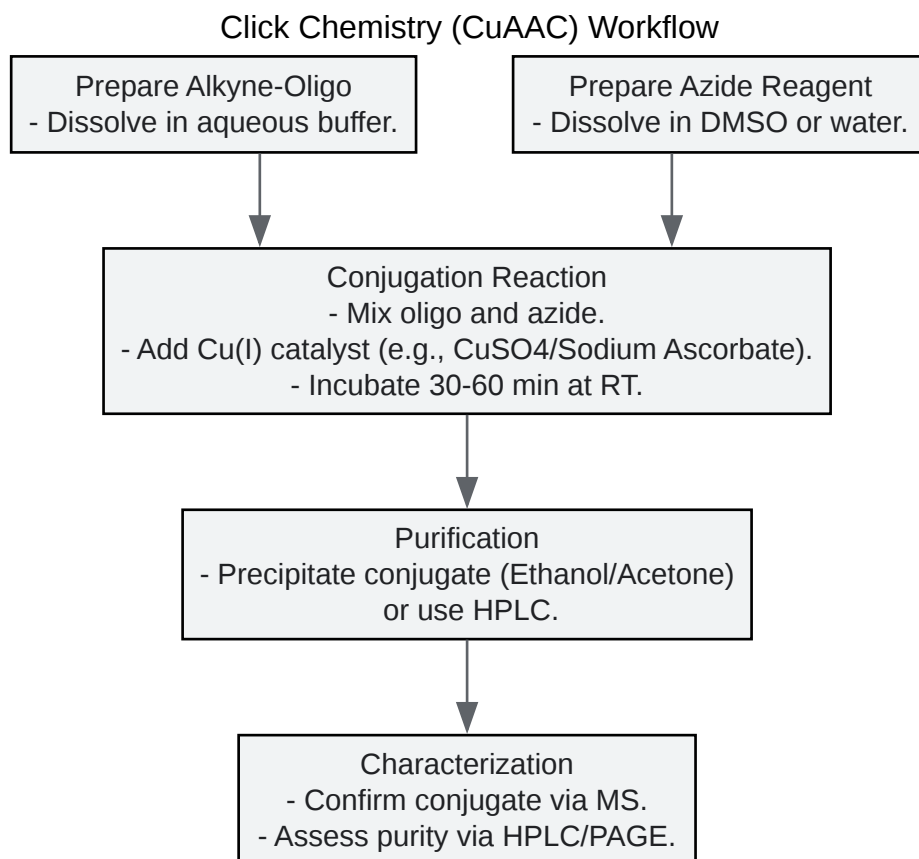 Click Chemistry (CuAAC) Workflow
Prepare Alkyne-Oligo
- Dissolve in aqueous buffer.
Prepare Azide Reagent
- Dissolve in DMSO or water.
Conjugation Reaction
- Mix oligo and azide.
- Add Cu(I) catalyst (e.g., CuSO4/Sodium Ascorbate).
- Incubate 30-60 min at RT.
Purification
- Precipitate conjugate (Ethanol/Acetone)
or use HPLC.
Characterization
- Confirm conjugate via MS.
- Assess purity via HPLC/PAGE.